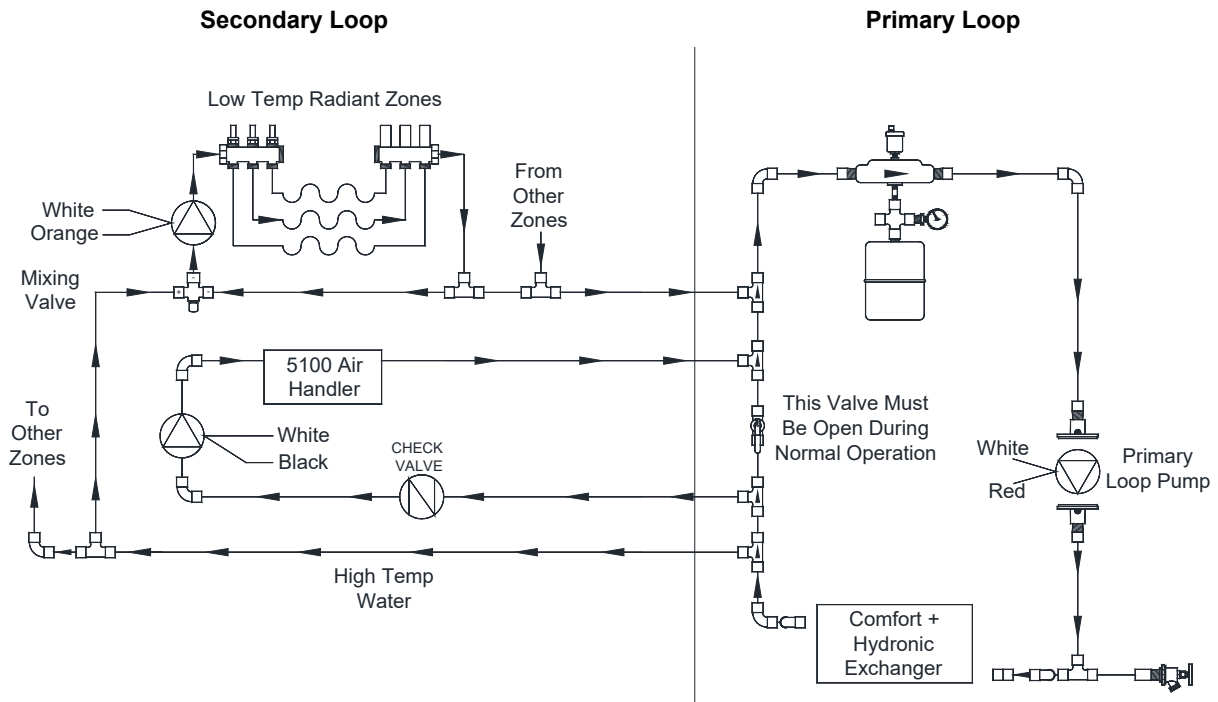 Secondary Loop
Primary Loop
Low Temp Radiant Zones
From
Other
Zones
White
Orange
Mixing
Valve
+
-
-
5100 Air
Handler
To
Other
Zones
White
Black
CHECK
VALVE
This Valve Must
Be Open During
Normal Operation
White
Red
Primary
Loop Pump
High Temp
Water
Comfort +
Hydronic
Exchanger